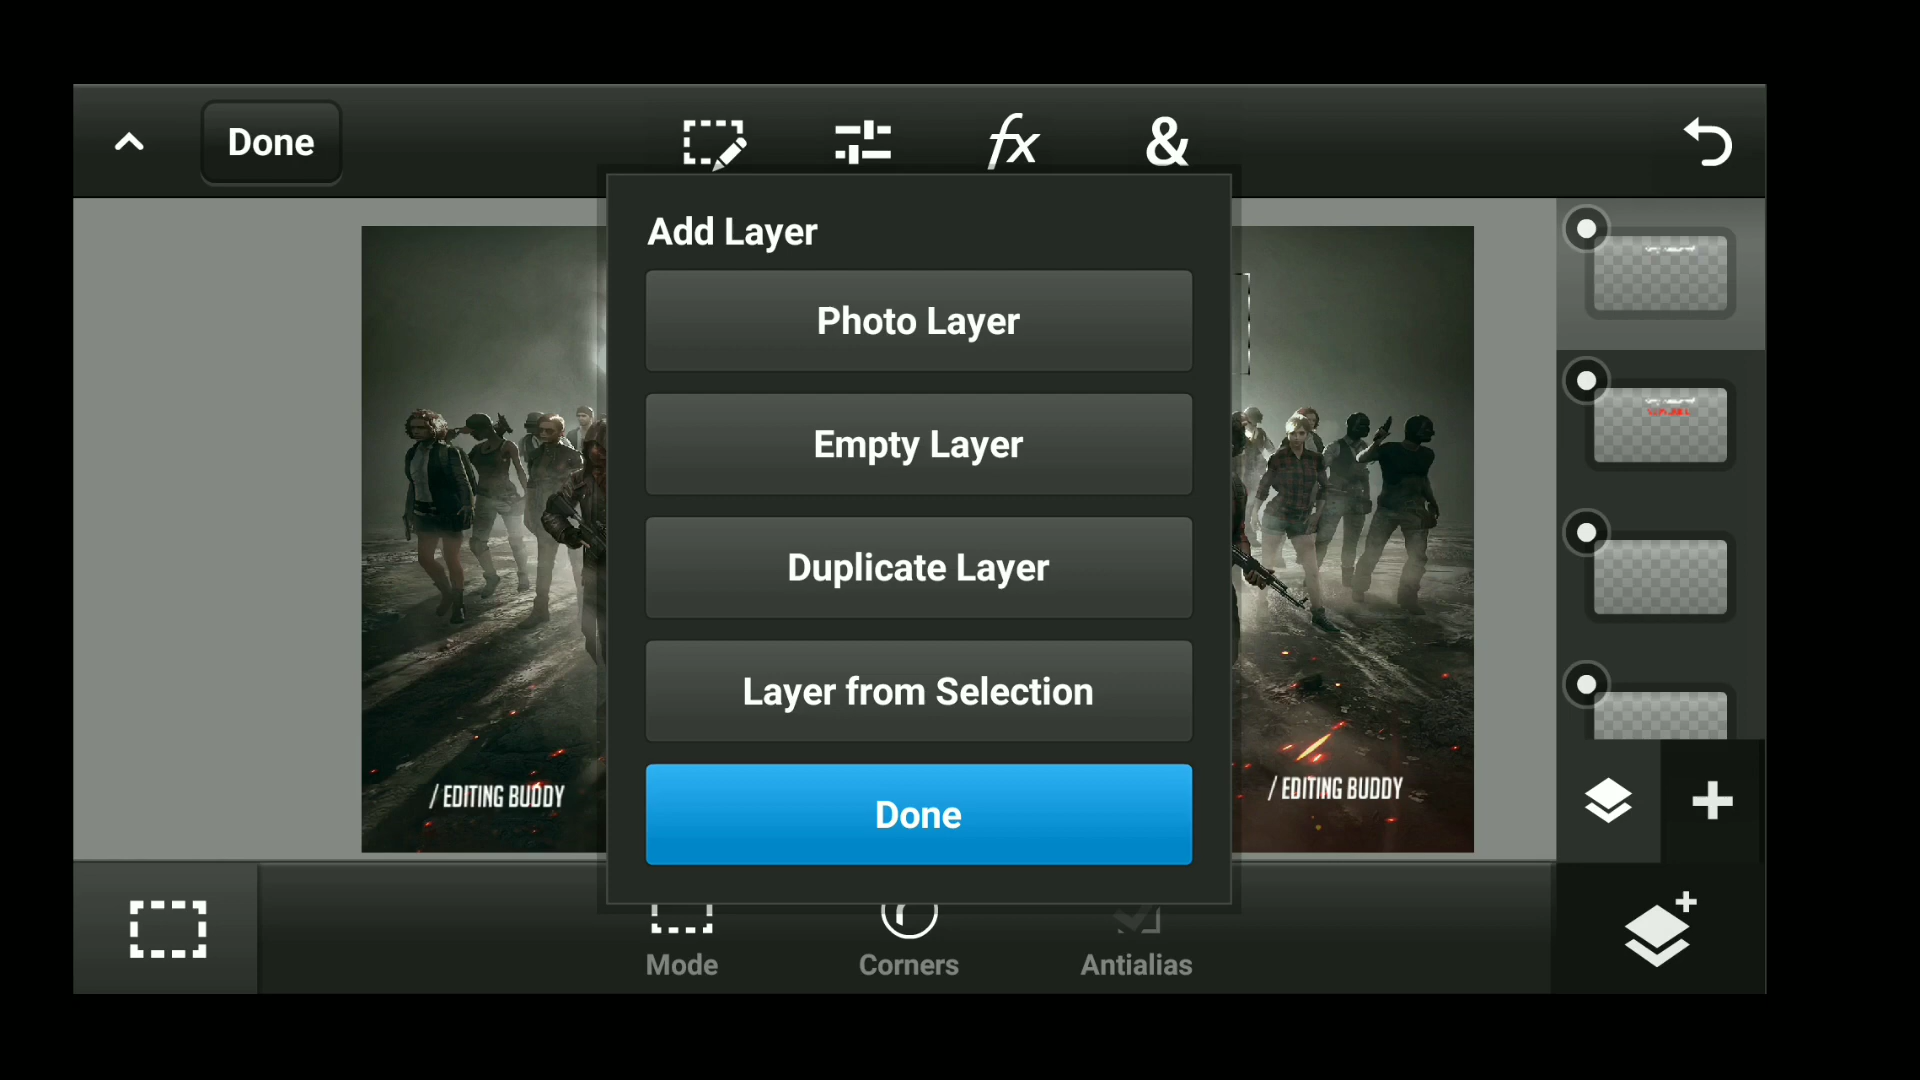 Done
fx
&
Add Layer
Photo Layer
Empty Layer
Duplicate Layer
Layer from Selection
Done
/ EDITING BUDDY
/ EDITING BUDDY
Mode
Corners
Antialias